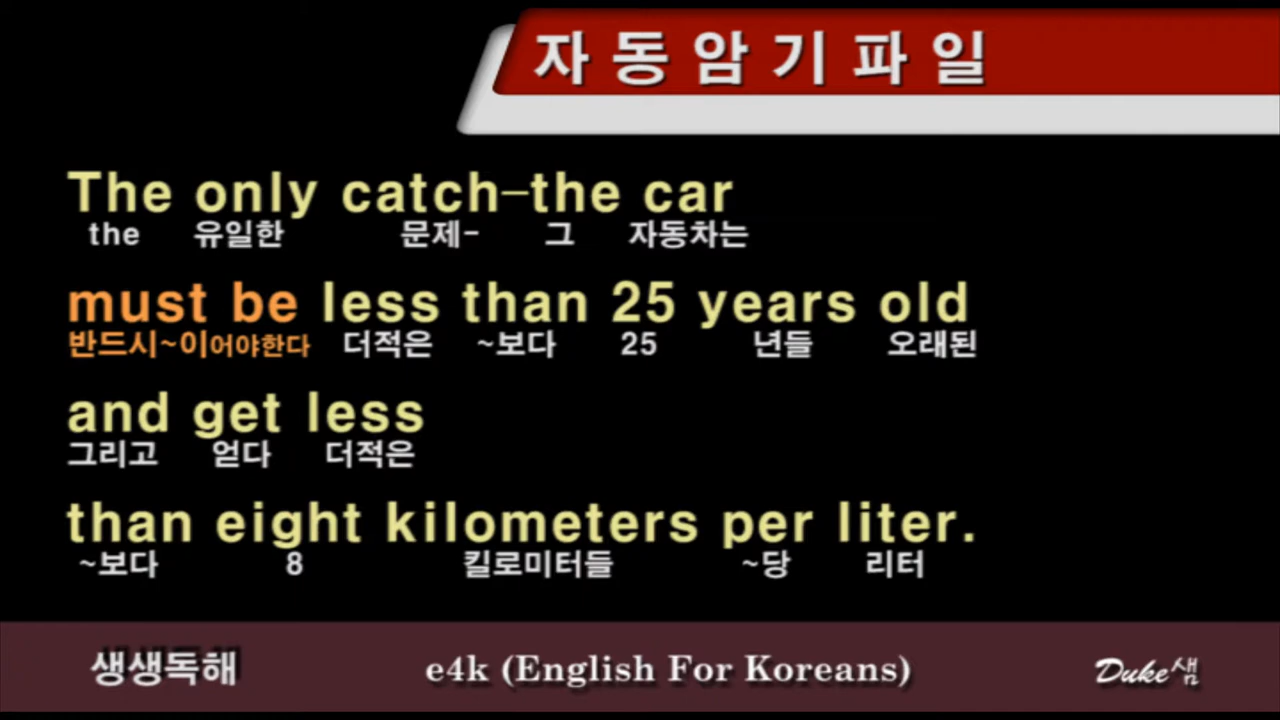 자동암기파일
The only catch-the car
the 유일한 문제- 그 자동차는
must be less than 25 years old
반드시~이어야한다 더적은 ~보다 25 년들 오래된
and get less
그리고 얻다 더적은
than eight kilometers per liter.
~보다 8 킬로미터들 ~당 리터
생생독해 e4k (English For Koreans) Duke샘